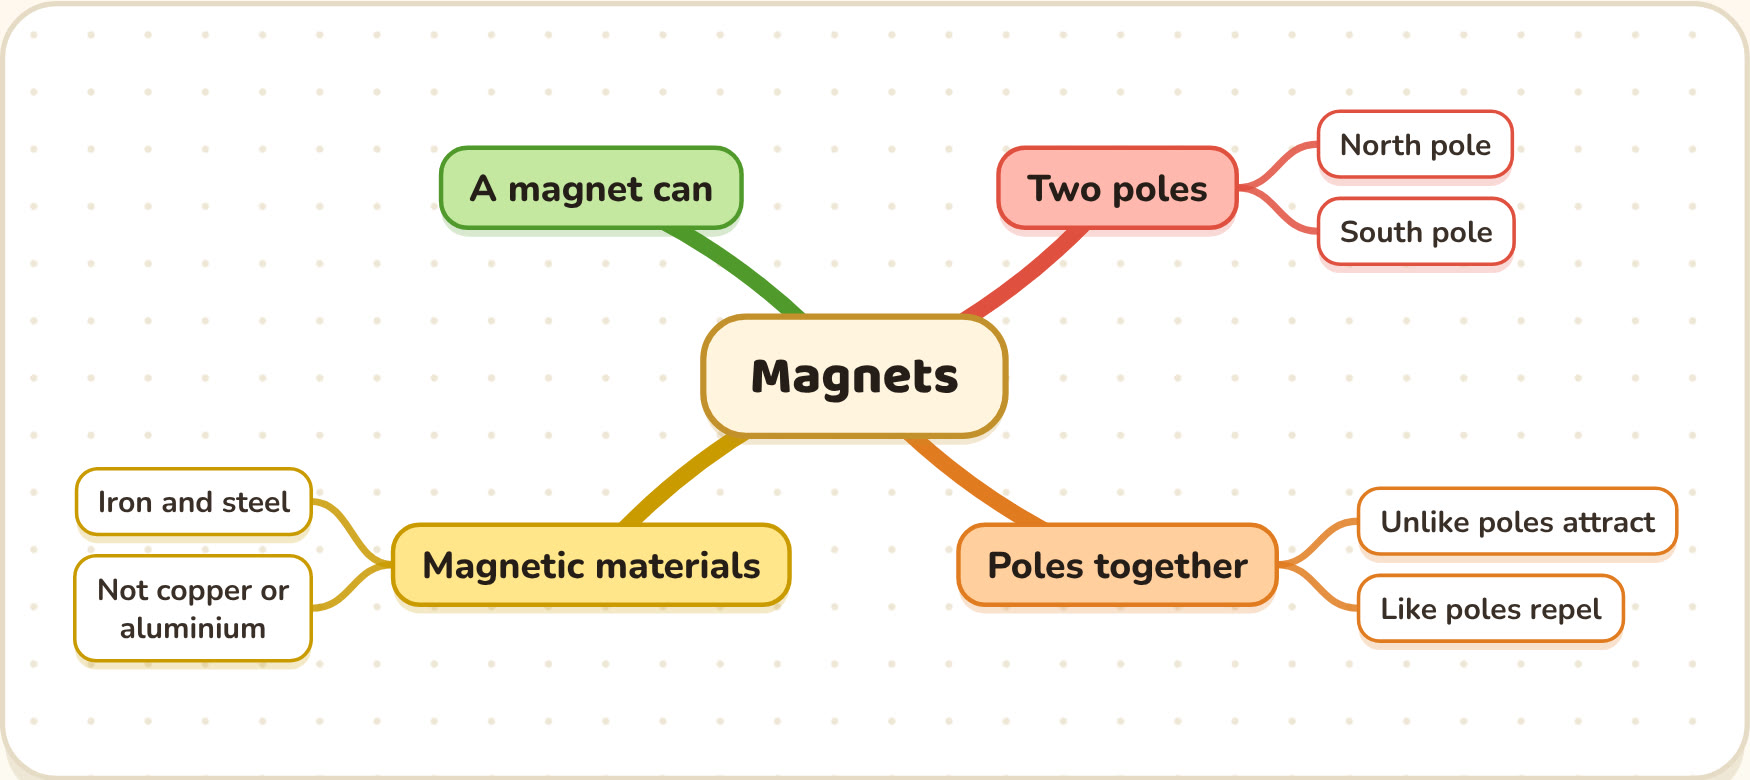 A magnet can
Two poles
North pole
South pole
Magnets
Iron and steel
Not copper or
aluminium
Magnetic materials
Poles together
Unlike poles attract
Like poles repel